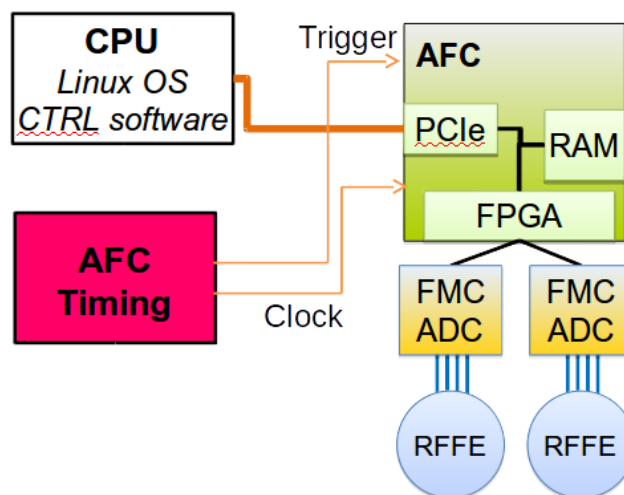 CPU
Linux OS
CTRL software
Trigger
AFC
PCIe
RAM
FPGA
AFC
Timing
Clock
FMC
ADC
FMC
ADC
RFFE
RFFE